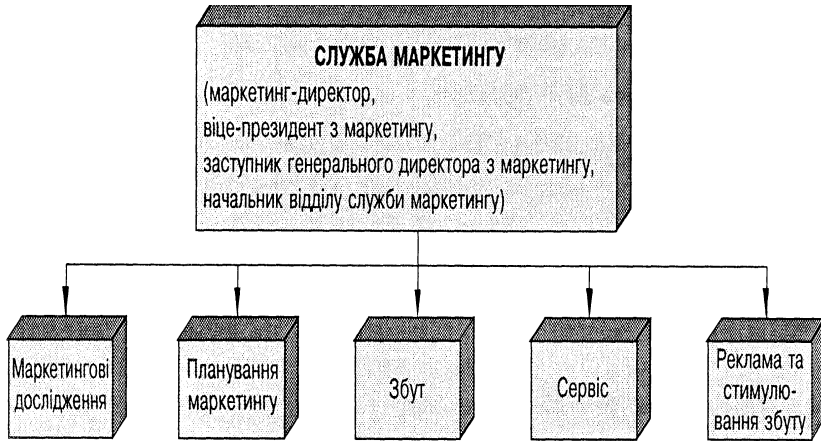 СЛУЖБА МАРКЕТИНГУ
(маркетинг-директор,
віце-президент з маркетингу,
заступник генерального директора з маркетингу,
начальник відділу служби маркетингу)
Маркетингові
дослідження
Планування
маркетингу
Збут
Сервіс
Реклама та
стимулю-
вання збуту